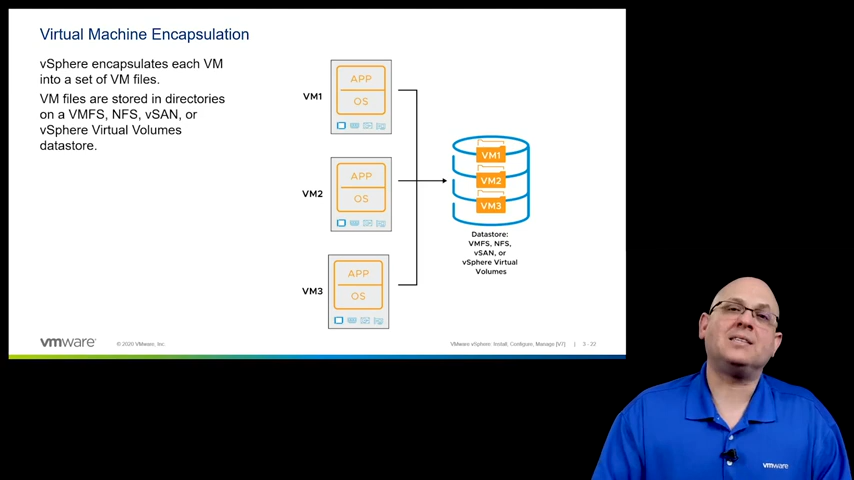 Virtual Machine Encapsulation
vSphere encapsulates each VM
into a set of VM files.
VM files are stored in directories
on a VMFS, NFS, vSAN, or
vSphere Virtual Volumes
datastore.
VM1
APP
OS
VM2
APP
OS
VM3
APP
OS
VM1
VM2
VM3
Datastore:
VMFS, NFS,
vSAN, or
vSphere Virtual
Volumes
vmware
© 2020 VMware, Inc.
VMware vsphere: Install, Configure, Manage [V7] | 3 - 22
vmware